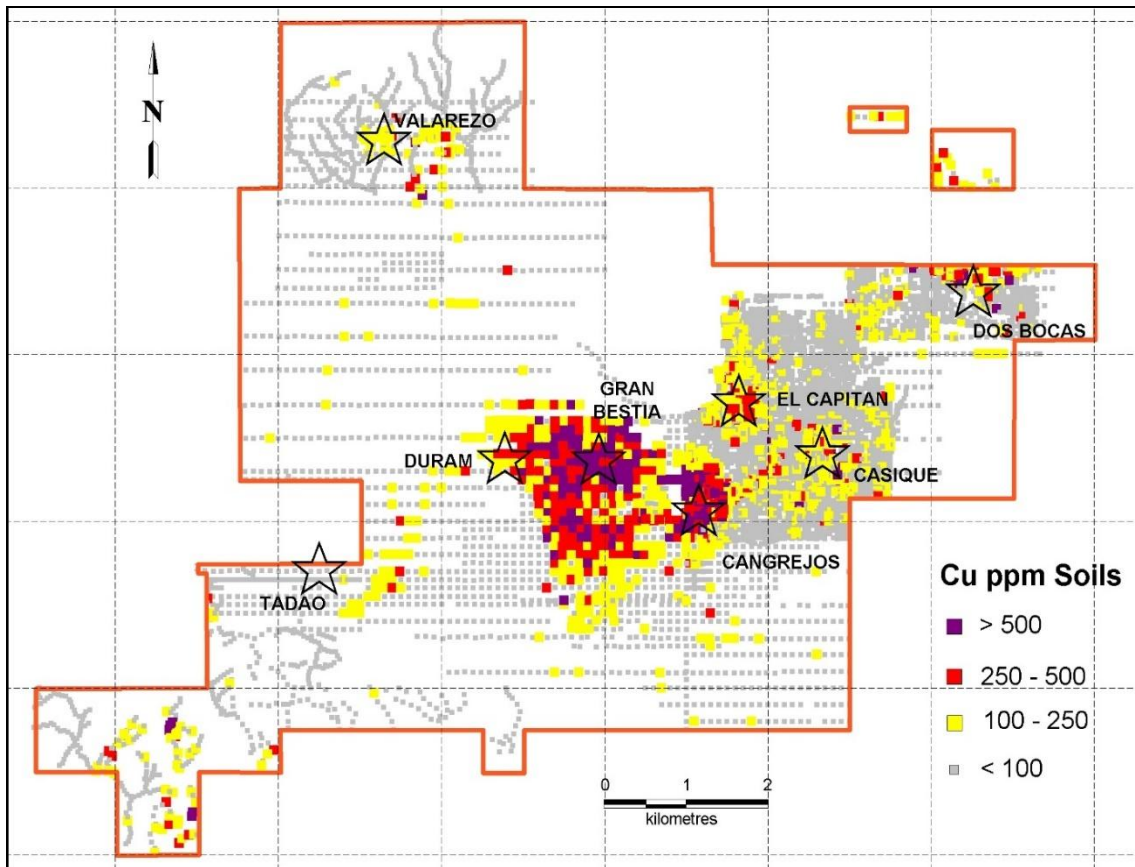 N
VALAREZO
DOS BOCAS
GRAN
BESTIA
EL CAPITAN
DURAM
CASIQUE
CANGREJOS
TADAO
Cu ppm Soils
> 500
250 - 500
100 - 250
< 100
0 1 2
kilometres